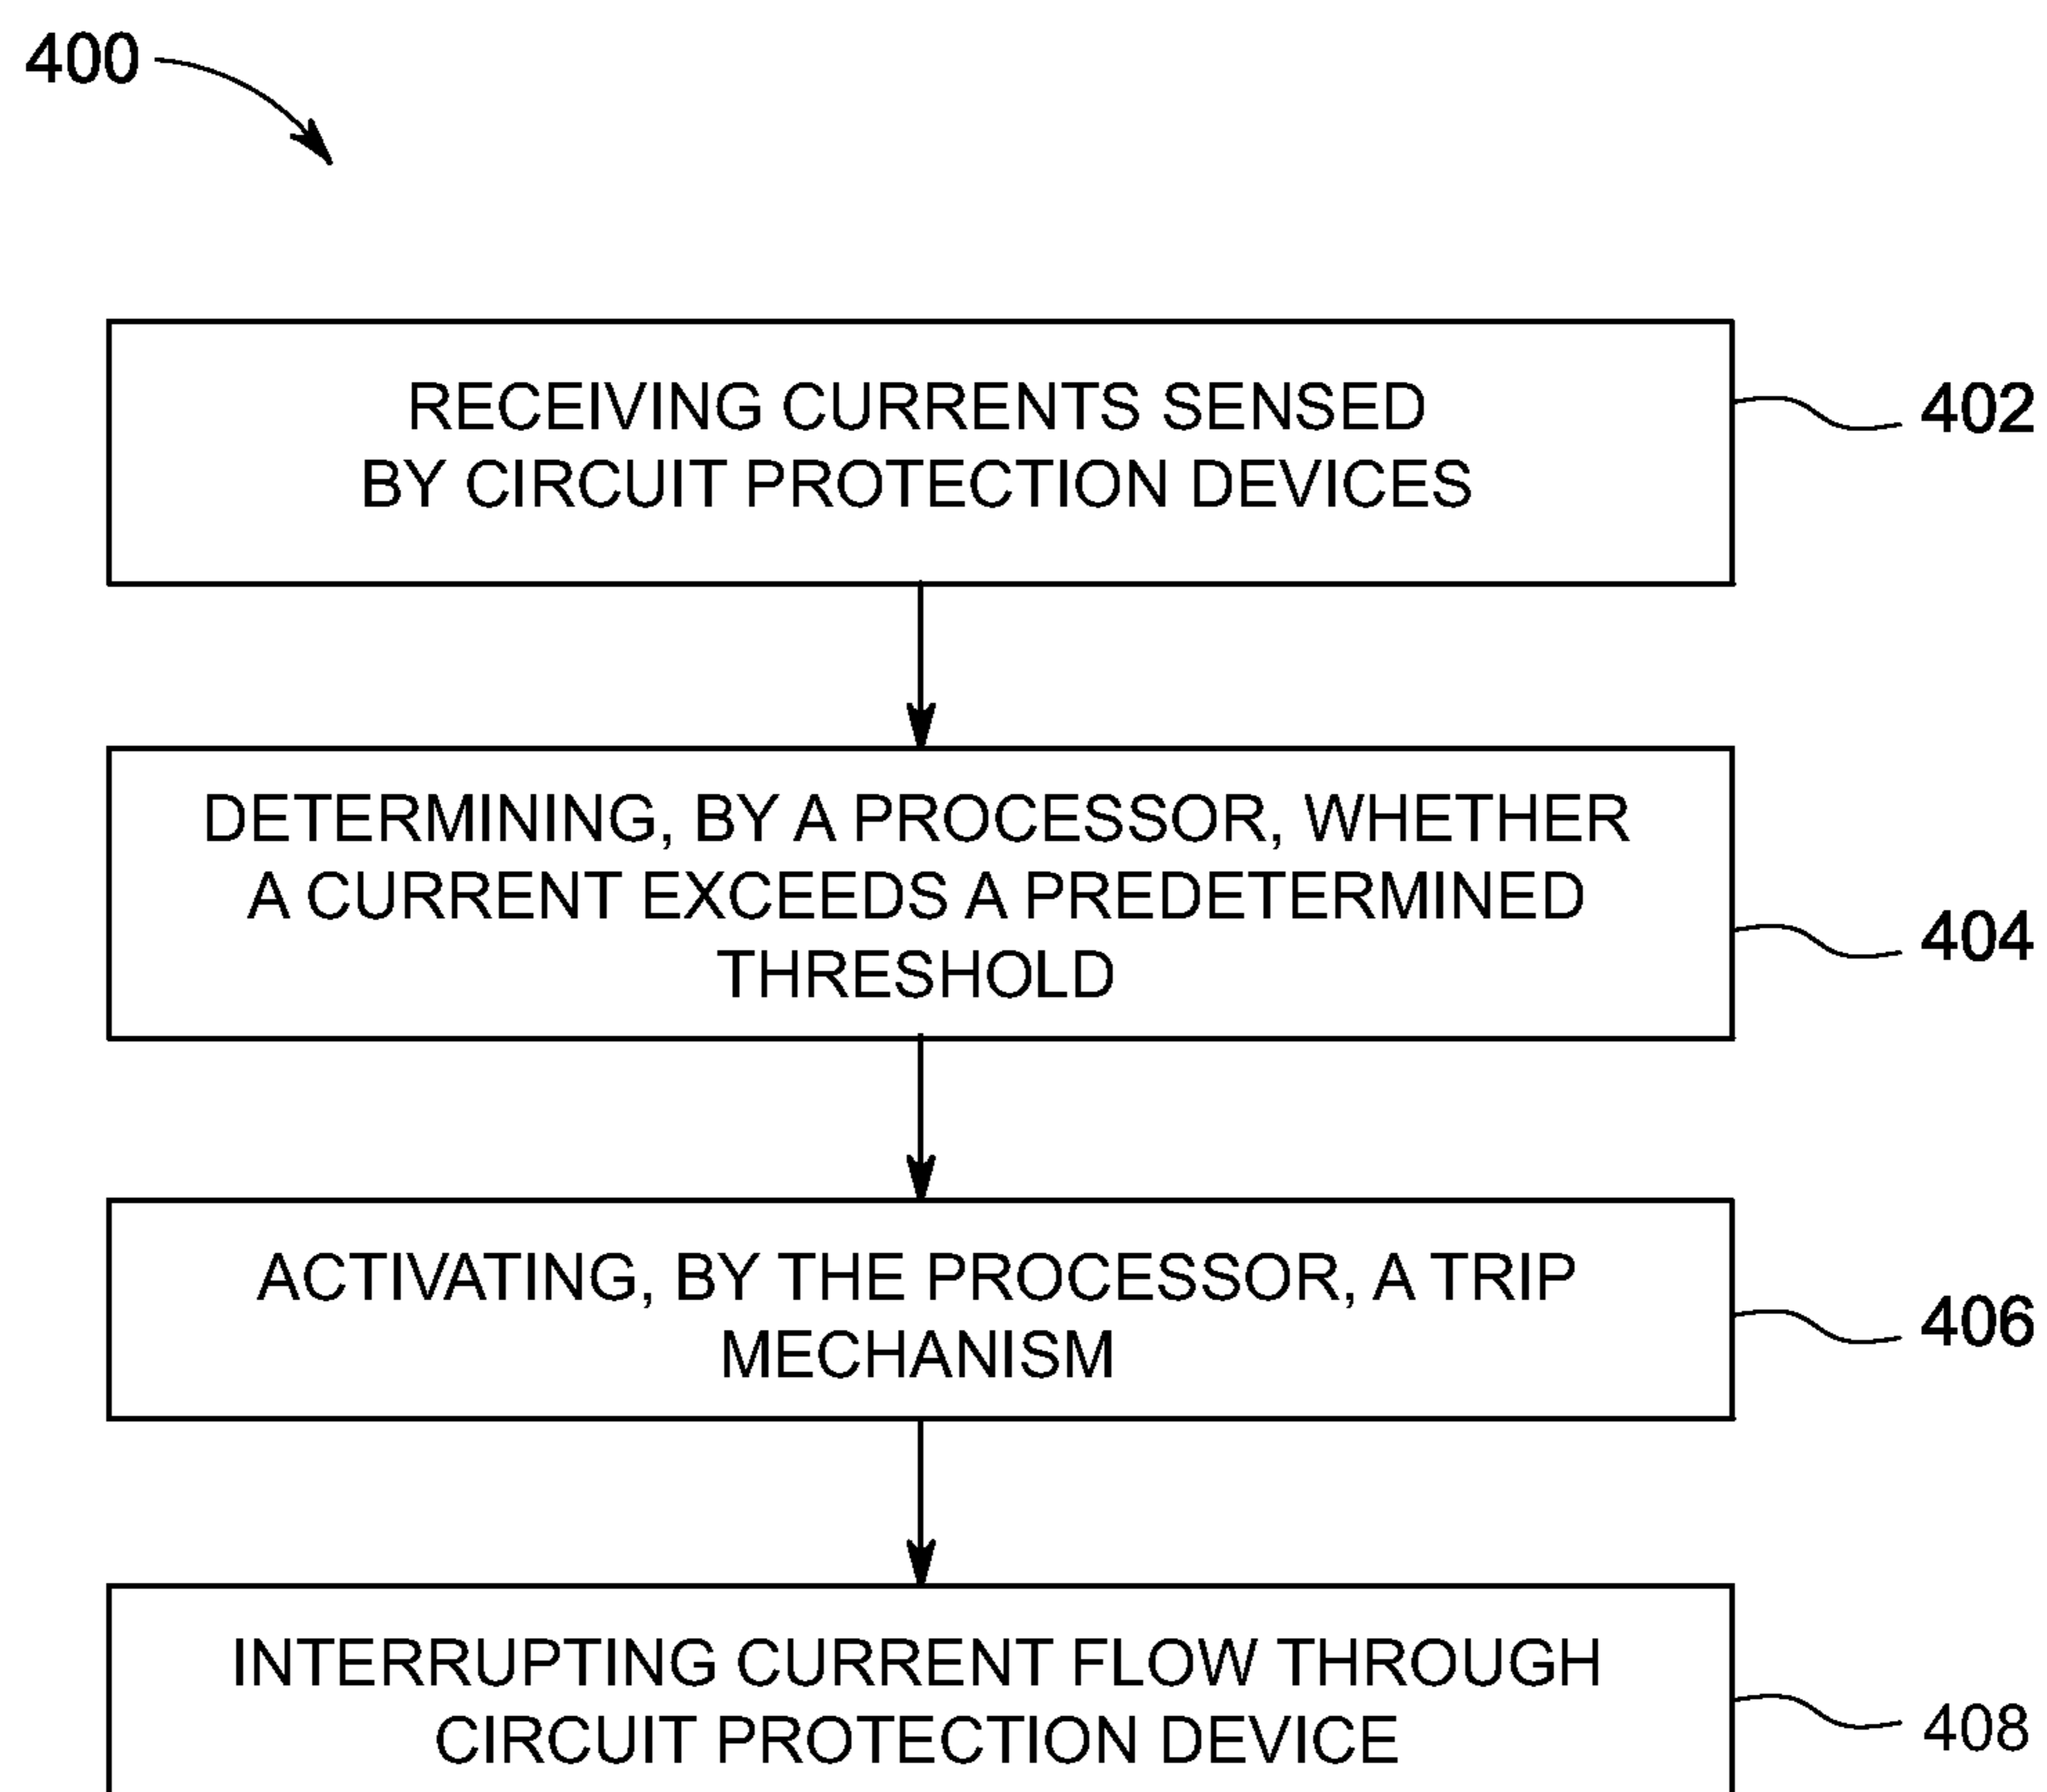 400
RECEIVING CURRENTS SENSED
BY CIRCUIT PROTECTION DEVICES
402
DETERMINING, BY A PROCESSOR, WHETHER
A CURRENT EXCEEDS A PREDETERMINED
THRESHOLD
404
ACTIVATING, BY THE PROCESSOR, A TRIP
MECHANISM
406
INTERRUPTING CURRENT FLOW THROUGH
CIRCUIT PROTECTION DEVICE
408